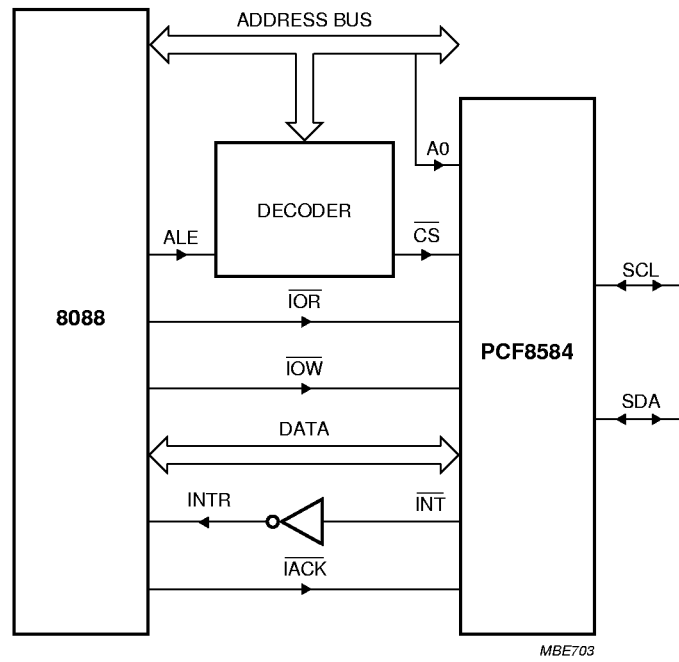 ADDRESS BUS
A0
DECODER
ALE
CS
SCL
IOR
8088
PCF8584
IOW
SDA
DATA
INTR
INT
IACK
MBE703